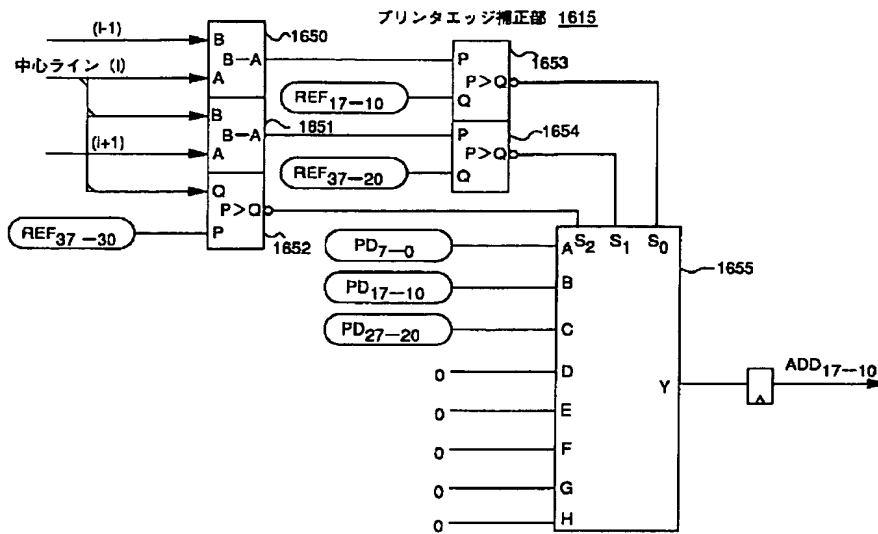 プリンタエッジ補正部 1615
(i-1)
B
B—A
A
1650
中心ライン (i)
B
B—A
A
1651
(i+1)
Q
P>Q
P
1652
REF37—30
P
P>Q
Q
1653
REF17—10
P
P>Q
Q
1654
REF37—20
S2 S1 S0
1655
PD7—0
A
PD17—10
B
PD27—20
C
0 D
0 E
0 F
0 G
0 H
Y
ADD17—10